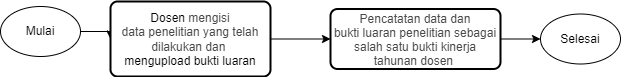 Mulai
Dosen mengisi
data penelitian yang telah
dilakukan dan
mengupload bukti luaran
Pencatatan data dan
bukti luaran penelitian sebagai
salah satu bukti kinerja
tahunan dosen
Selesai